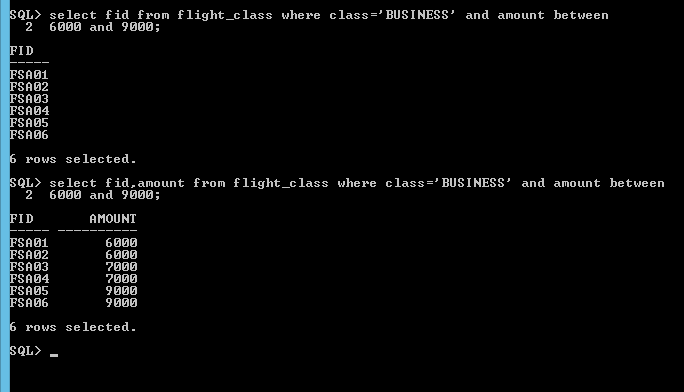 SQL> select fid from flight_class where class='BUSINESS' and amount between
2 6000 and 9000;
FID
-----
FSA01
FSA02
FSA03
FSA04
FSA05
FSA06
6 rows selected.
SQL> select fid,amount from flight_class where class='BUSINESS' and amount between
2 6000 and 9000;
FID AMOUNT
----- ----------
FSA01 6000
FSA02 6000
FSA03 7000
FSA04 7000
FSA05 9000
FSA06 9000
6 rows selected.
SQL> _